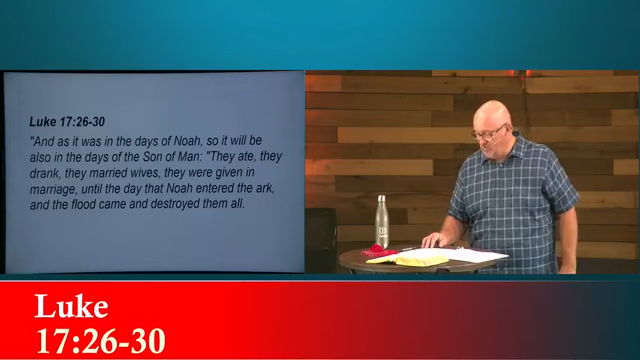 Luke 17:26-30
"And as it was in the days of Noah, so it will be
also in the days of the Son of Man: "They ate, they
drank, they married wives, they were given in
marriage, until the day that Noah entered the ark,
and the flood came and destroyed them all.
Luke
17:26-30